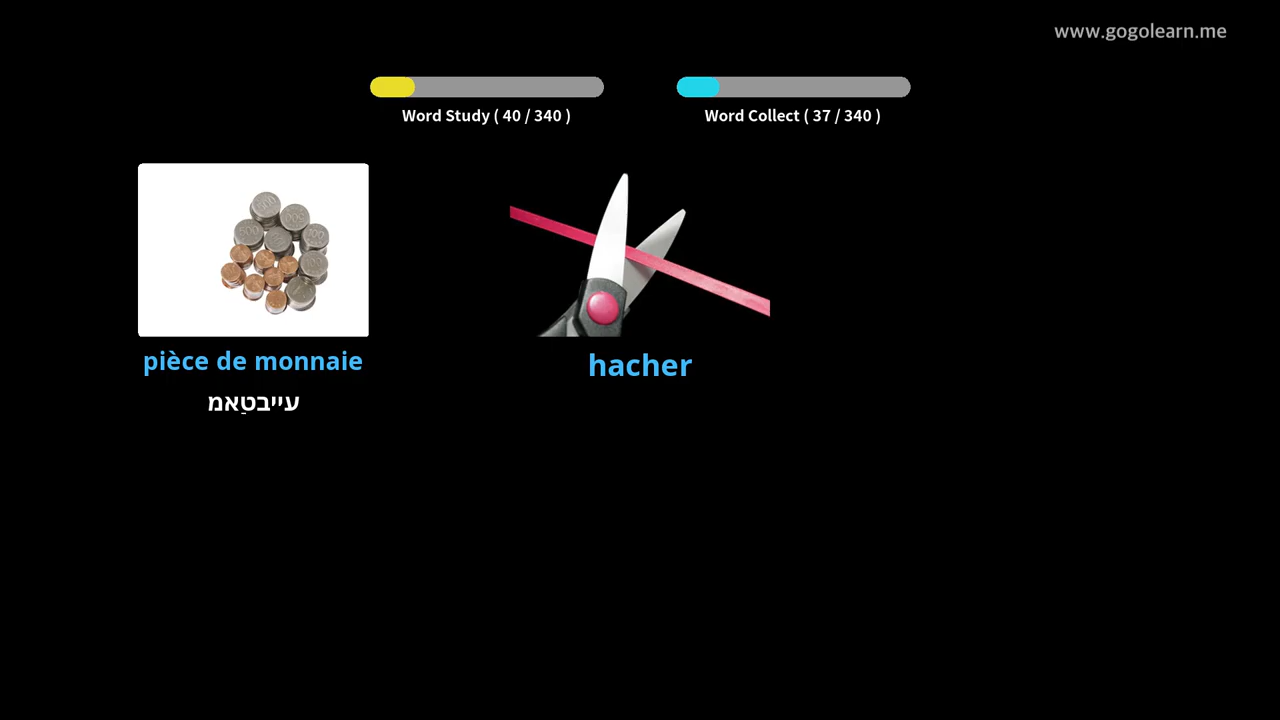 www.gogolearn.me
Word Study ( 40 / 340 )
Word Collect ( 37 / 340 )
pièce de monnaie
עייבטַאמ
hacher